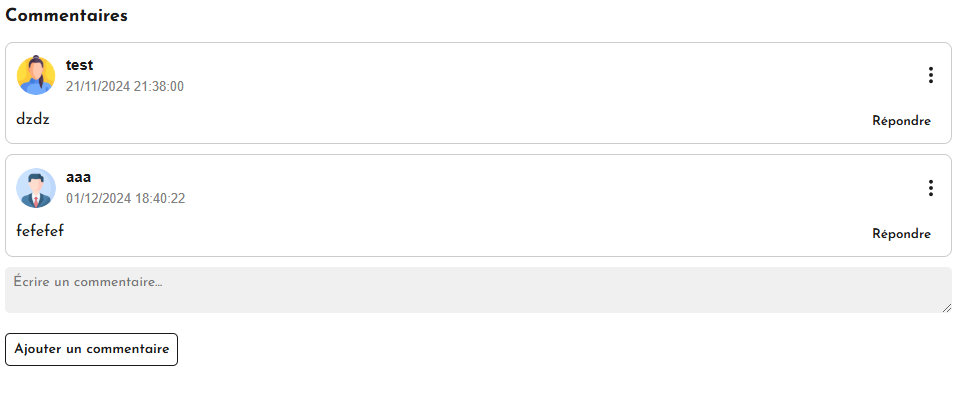 Commentaires
test
21/11/2024 21:38:00
dzdz
Répondre
aaa
01/12/2024 18:40:22
fefefef
Répondre
Écrire un commentaire...
Ajouter un commentaire